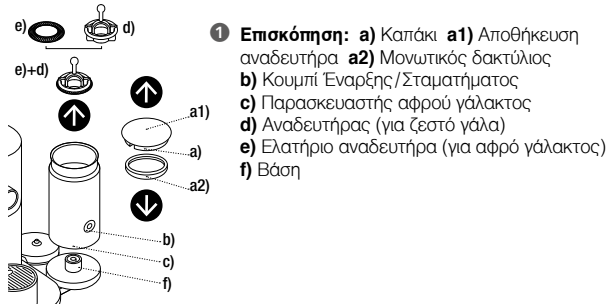 e)
d)
e)+d)
a1)
a)
a2)
b)
c)
f)
1 Επισκόπηση: a) Καπάκι a1) Αποθήκευση
αναδευτήρα a2) Μονωτικός δακτύλιος
b) Κουμπί Έναρξης/Σταματήματος
c) Παρασκευαστής αφρού γάλακτος
d) Αναδευτήρας (για ζεστό γάλα)
e) Ελατήριο αναδευτήρα (για αφρό γάλακτος)
f) Βάση